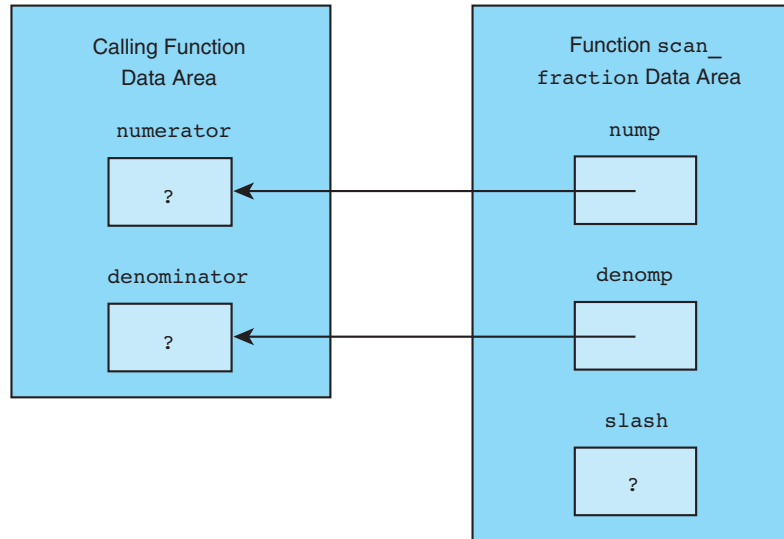 Calling Function
Data Area
numerator
?
denominator
?
Function scan_
fraction Data Area
nump
denomp
slash
?